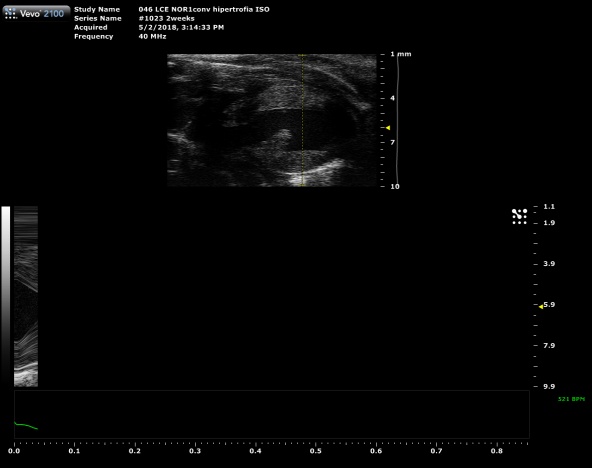 Vevo 2100
Study Name 046 LCE NOR1conv hipertrofia ISO
Series Name #1023 2weeks
Acquired 5/2/2018, 3:14:33 PM
Frequency 40 MHz
1 mm
4
7
10
1.1
1.9
3.9
5.9
7.9
9.9
521 BPM
0.0 0.1 0.2 0.3 0.4 0.5 0.6 0.7 0.8